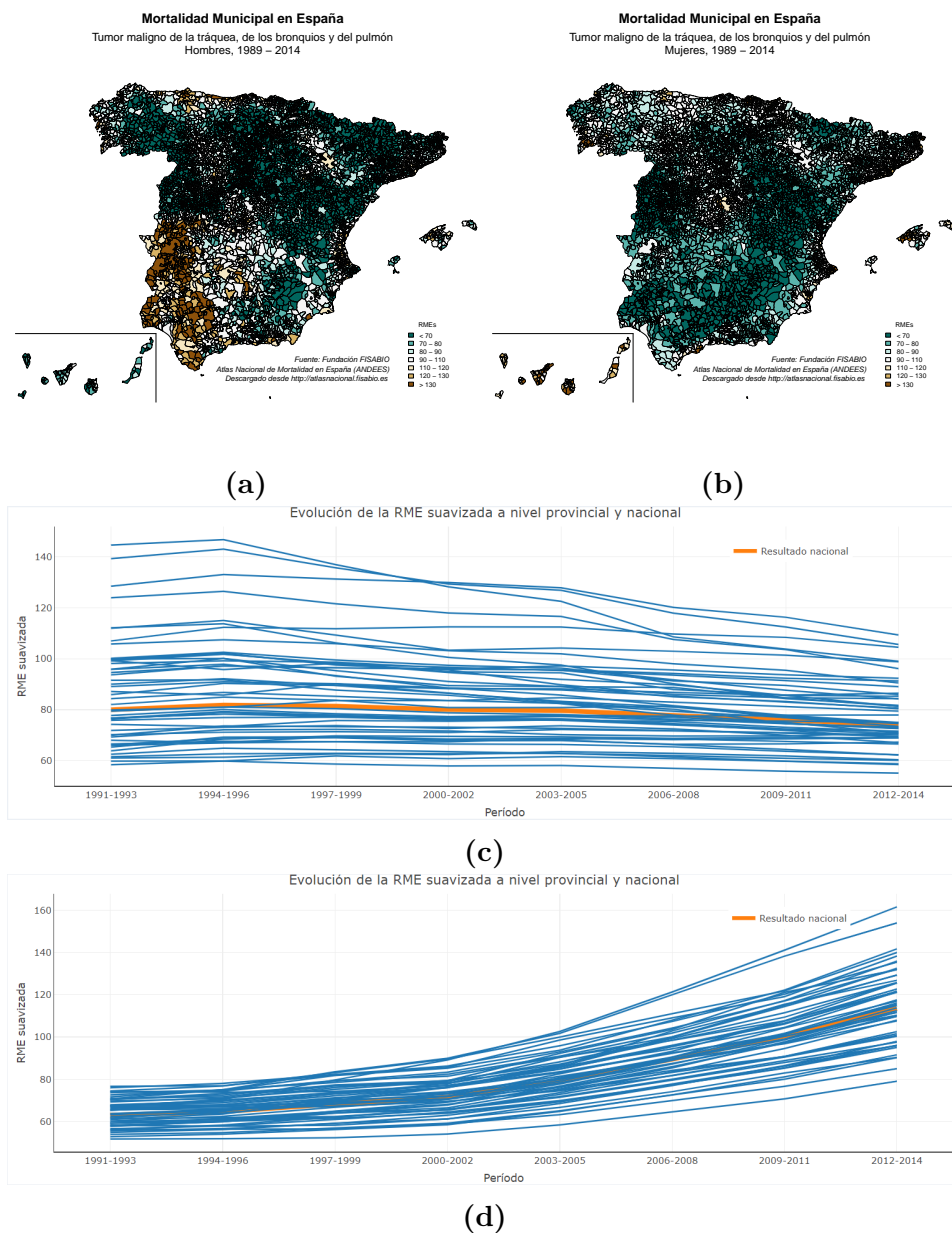 Mortalidad Municipal en España
Tumor maligno de la tráquea, de los bronquios y del pulmón
Hombres, 1989 – 2014
RMEs
< 70
70 – 80
80 – 90
90 – 110
110 – 120
120 – 130
> 130
Fuente: Fundación FISABIO
Atlas Nacional de Mortalidad en España (ANDEES)
Descargado desde http://atlasnacional.fisabio.es
(a)
Mortalidad Municipal en España
Tumor maligno de la tráquea, de los bronquios y del pulmón
Mujeres, 1989 – 2014
RMEs
< 70
70 – 80
80 – 90
90 – 110
110 – 120
120 – 130
> 130
Fuente: Fundación FISABIO
Atlas Nacional de Mortalidad en España (ANDEES)
Descargado desde http://atlasnacional.fisabio.es
(b)
Evolución de la RME suavizada a nivel provincial y nacional
Resultado nacional
RME suavizada
140
120
100
80
60
1991-1993 1994-1996 1997-1999 2000-2002 2003-2005 2006-2008 2009-2011 2012-2014
Período
(c)
Evolución de la RME suavizada a nivel provincial y nacional
Resultado nacional
RME suavizada
160
140
120
100
80
60
1991-1993 1994-1996 1997-1999 2000-2002 2003-2005 2006-2008 2009-2011 2012-2014
Período
(d)